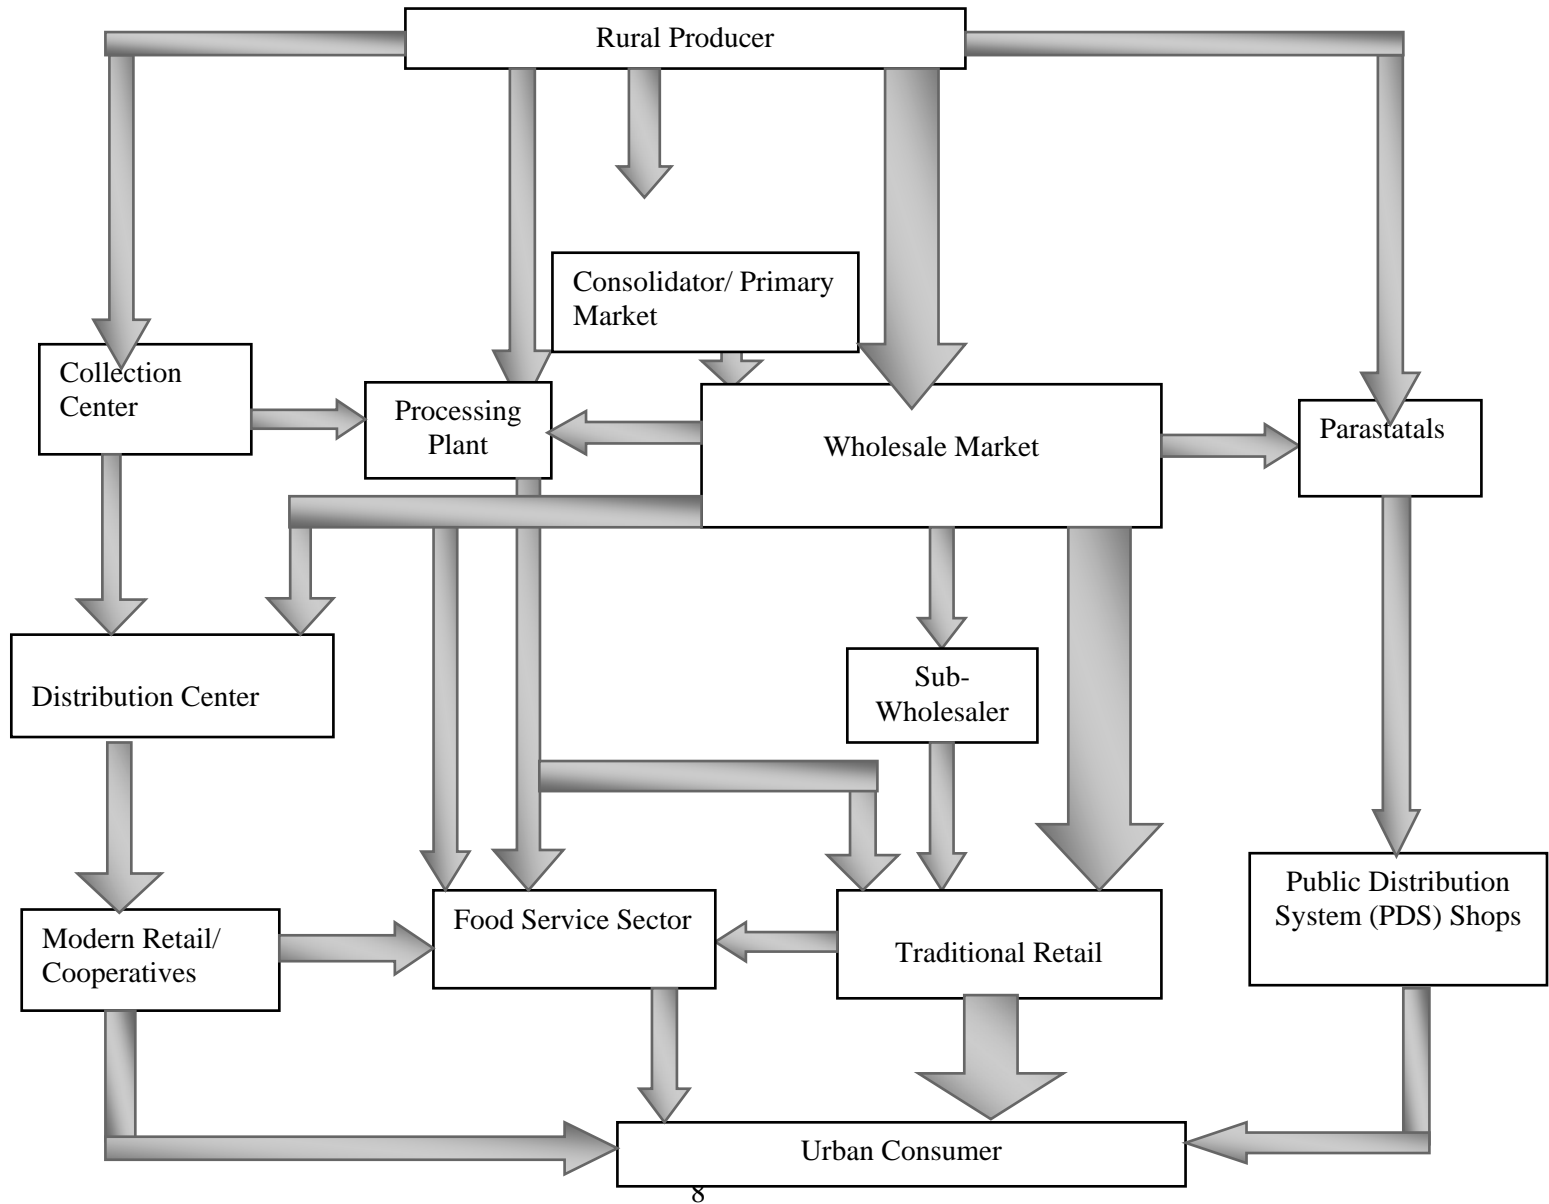 Rural Producer
Consolidator/ Primary
Market
Collection
Center
Processing
Plant
Wholesale Market
Parastatals
Distribution Center
Sub-
Wholesaler
Modern Retail/
Cooperatives
Food Service Sector
Traditional Retail
Public Distribution
System (PDS) Shops
Urban Consumer
8